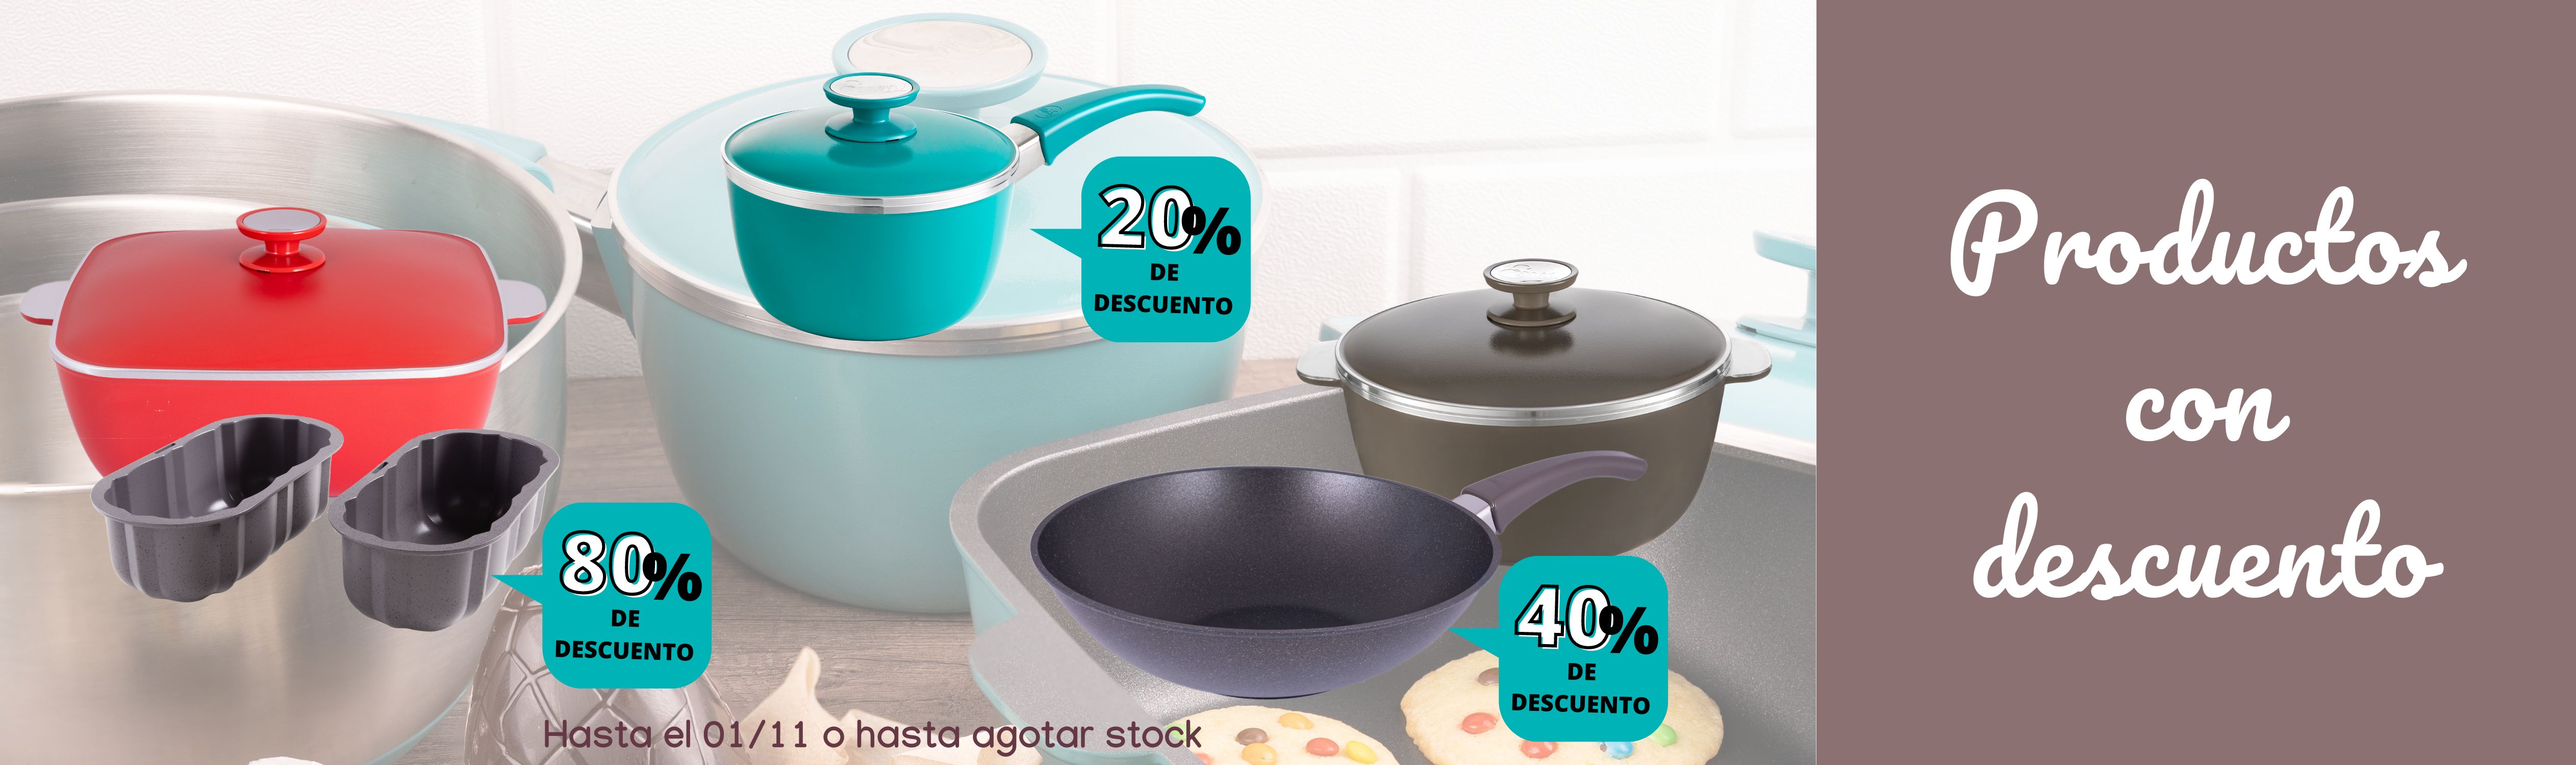 20%
DE
DESCUENTO
80%
DE
DESCUENTO
40%
DE
DESCUENTO
Hasta el 01/11 o hasta agotar stock
Productos
con
descuento